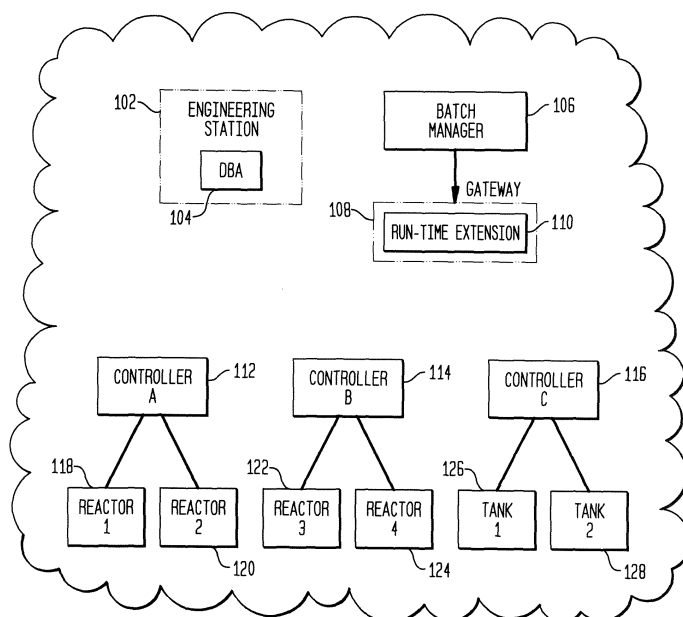 102
ENGINEERING
STATION
DBA
104
BATCH
MANAGER
106
GATEWAY
108
RUN-TIME EXTENSION
110
CONTROLLER
A
112
CONTROLLER
B
114
CONTROLLER
C
116
118
REACTOR
1
REACTOR
2
120
122
REACTOR
3
REACTOR
4
124
126
TANK
1
TANK
2
128